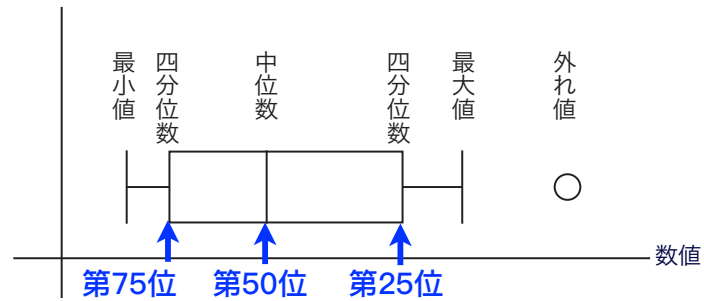 最小値
四分位数
中位数
四分位数
最大値
外れ値
数値
第75位
第50位
第25位